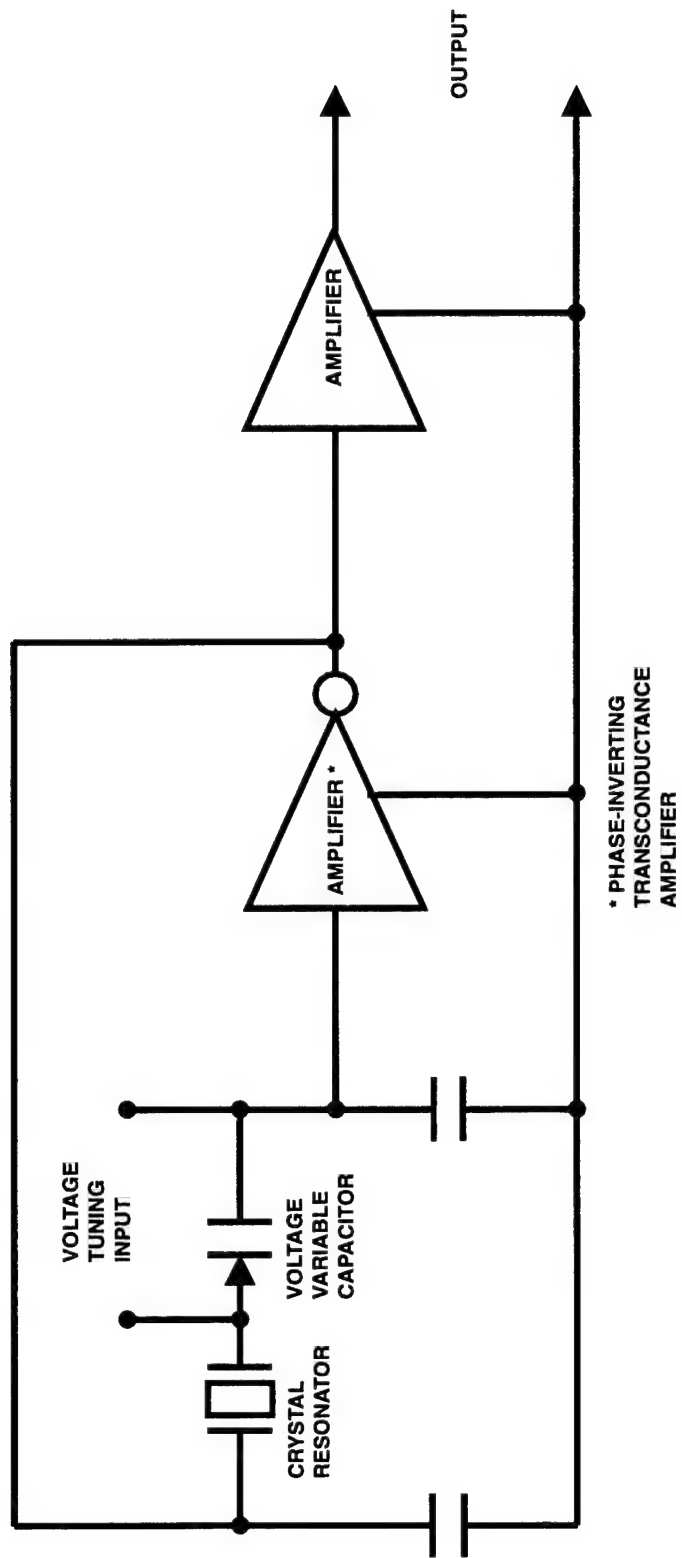 VOLTAGE
TUNING
INPUT
CRYSTAL
RESONATOR
VOLTAGE
VARIABLE
CAPACITOR
AMPLIFIER *
AMPLIFIER
OUTPUT
* PHASE-INVERTING
TRANSCONDUCTANCE
AMPLIFIER